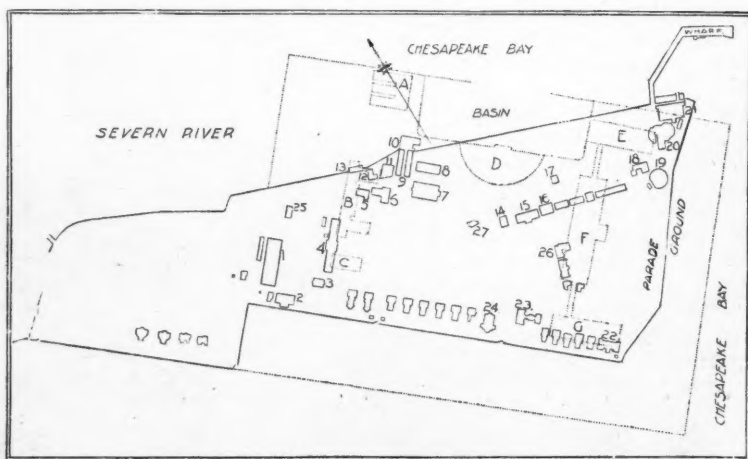 CHESAPEAKE BAY
WHARF
A
BASIN
SEVERN RIVER
21
E
20
10
D
13
12
11
9
8
17
18
19
B
5
6
7
25
14
15
16
27
4
F
26
PARADE GROUND
C
3
2
24
23
G
22
CHESAPEAKE BAY